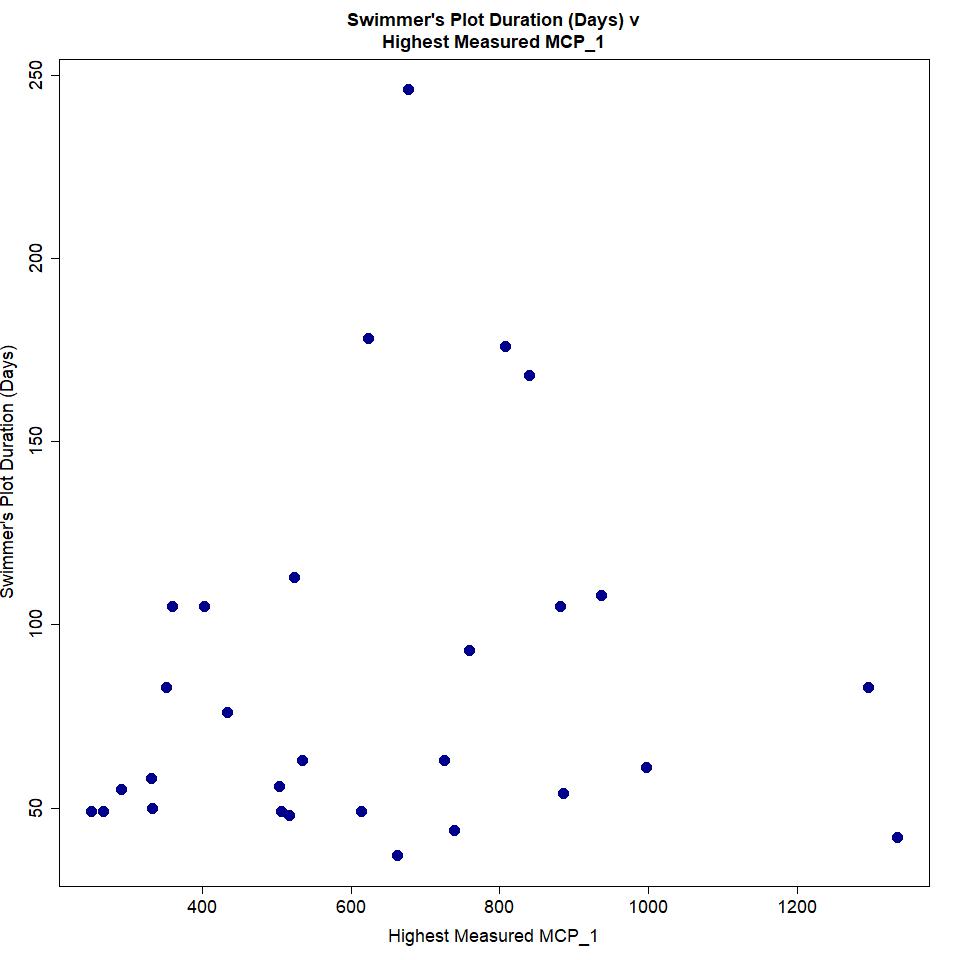 Swimmer's Plot Duration (Days) v
Highest Measured MCP_1
250
200
150
100
50
Swimmer's Plot Duration (Days)
400 600 800 1000 1200
Highest Measured MCP_1